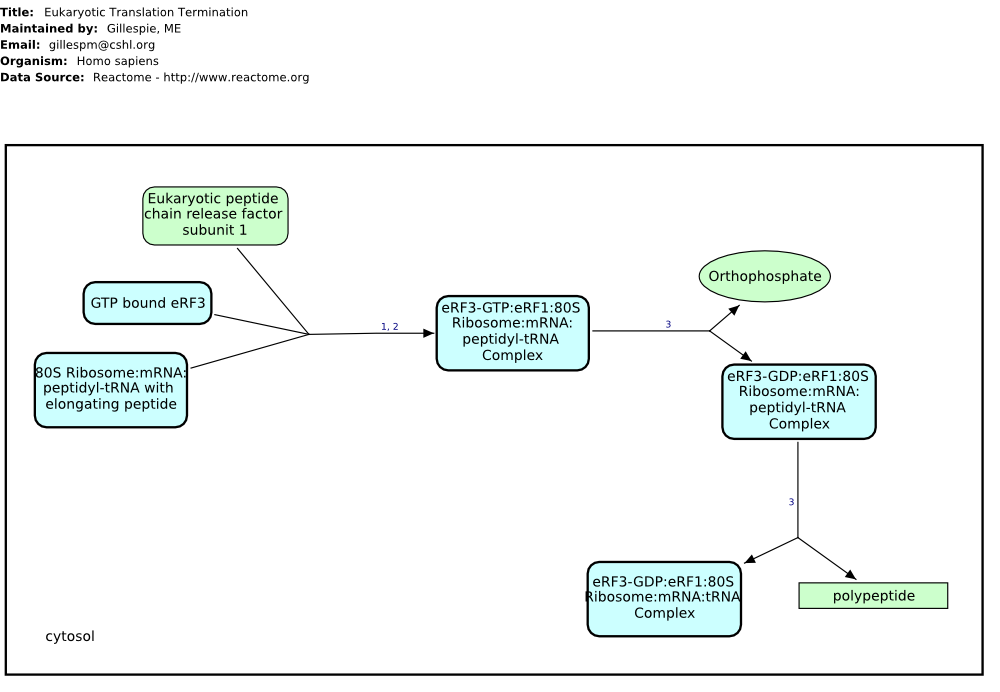 Title: Eukaryotic Translation Termination
Maintained by: Gillespie, ME
Email: gillespm@cshl.org
Organism: Homo sapiens
Data Source: Reactome - http://www.reactome.org
Eukaryotic peptide
chain release factor
subunit 1
GTP bound eRF3
80S Ribosome:mRNA:
peptidyl-tRNA with
elongating peptide
1, 2
eRF3-GTP:eRF1:80S
Ribosome:mRNA:
peptidyl-tRNA
Complex
3
Orthophosphate
eRF3-GDP:eRF1:80S
Ribosome:mRNA:
peptidyl-tRNA
Complex
3
eRF3-GDP:eRF1:80S
Ribosome:mRNA:tRNA
Complex
polypeptide
cytosol